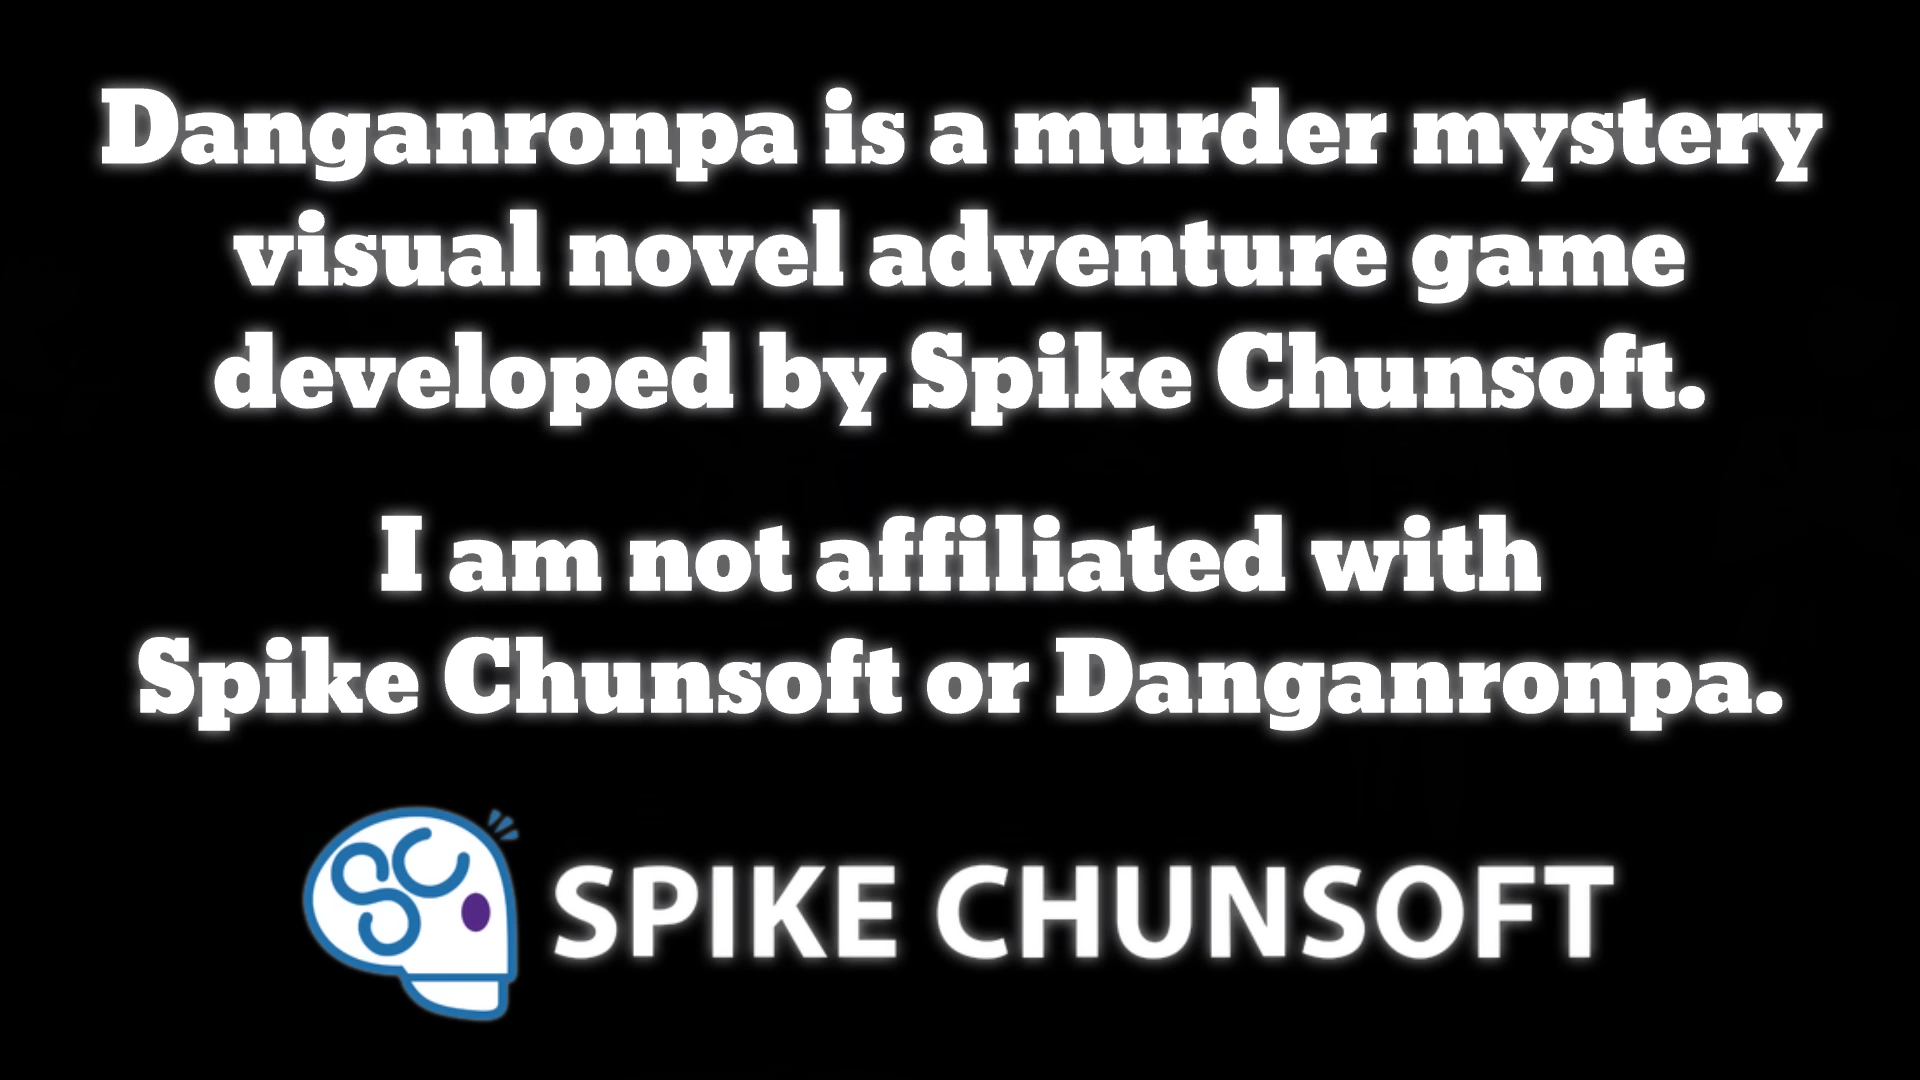 Danganronpa is a murder mystery
visual novel adventure game
developed by Spike Chunsoft.
I am not affiliated with
Spike Chunsoft or Danganronpa.
SC SPIKE CHUNSOFT